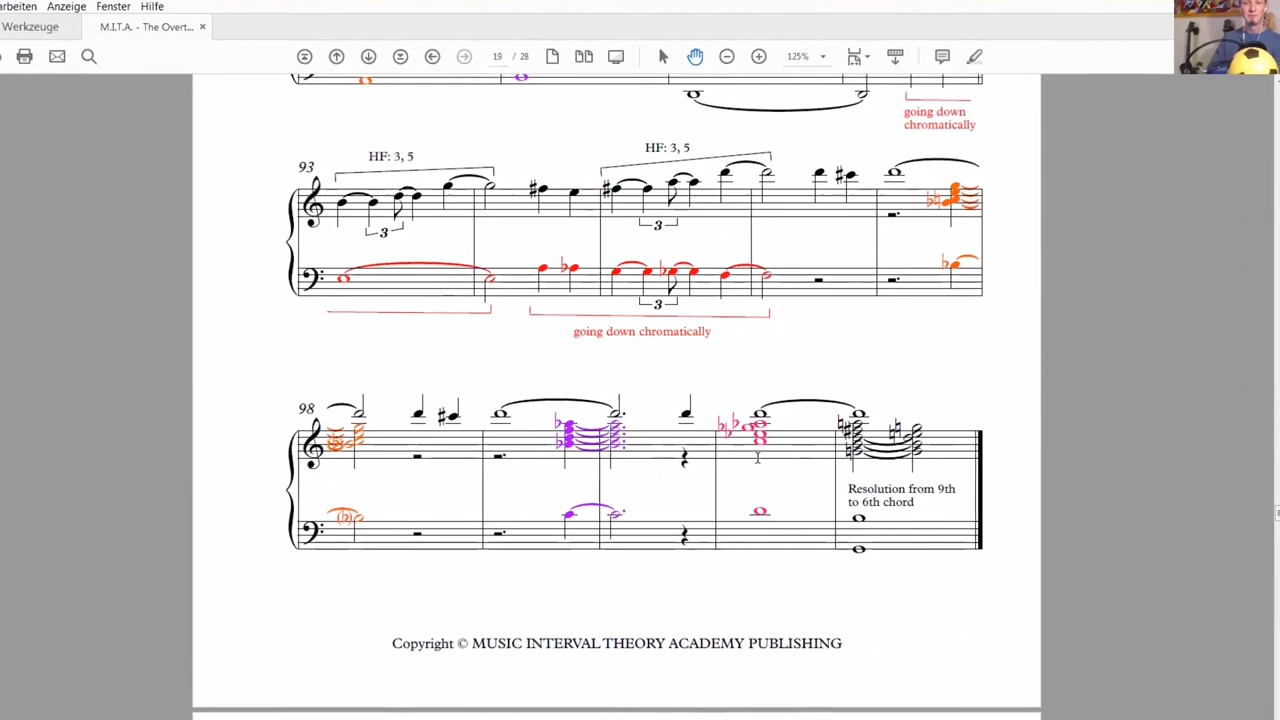 arbeiten Anzeige Fenster Hilfe
Werkzeuge M.I.T.A. - The Overt... ×
19 / 28 125%
going down
chromatically
93 HF: 3, 5 HF: 3, 5
3 3
3
going down chromatically
98
Resolution from 9th
to 6th chord
Copyright © MUSIC INTERVAL THEORY ACADEMY PUBLISHING